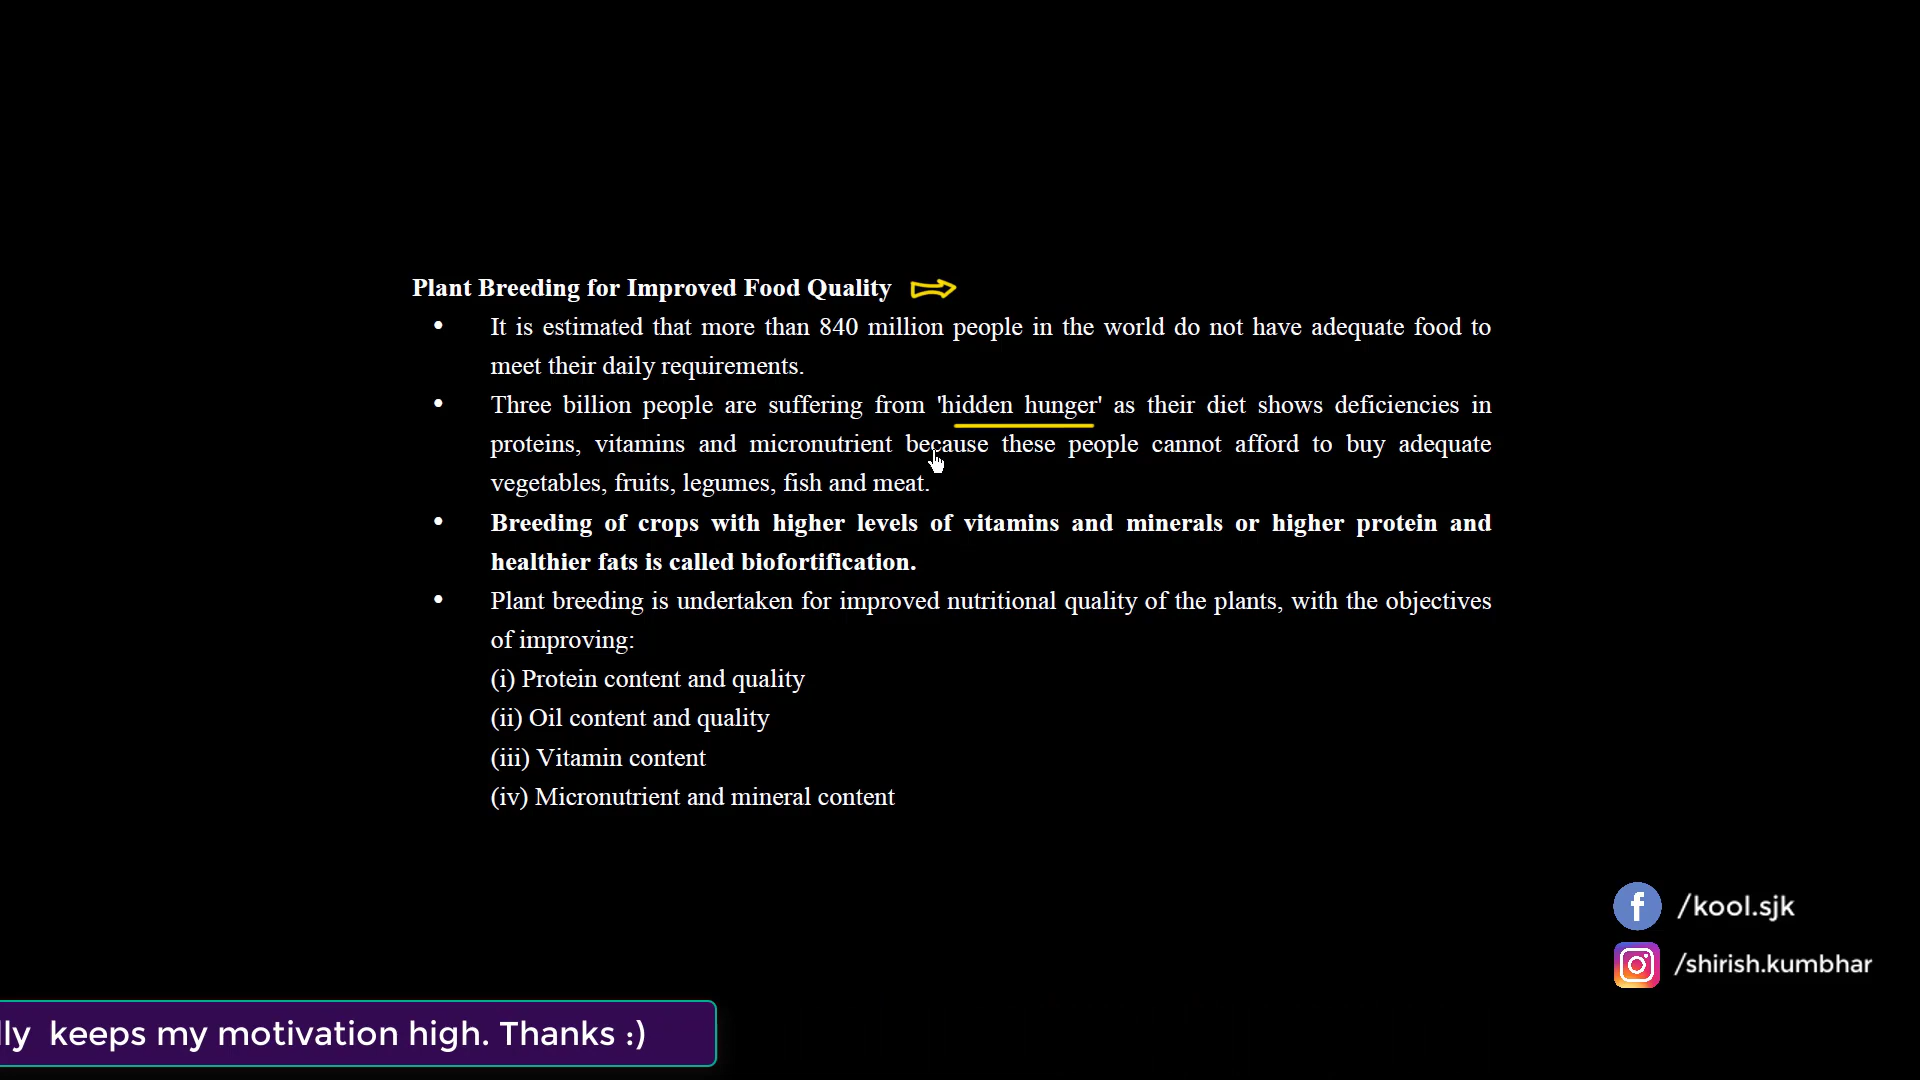 Plant Breeding for Improved Food Quality
• It is estimated that more than 840 million people in the world do not have adequate food to
meet their daily requirements.
• Three billion people are suffering from 'hidden hunger' as their diet shows deficiencies in
proteins, vitamins and micronutrient because these people cannot afford to buy adequate
vegetables, fruits, legumes, fish and meat.
• Breeding of crops with higher levels of vitamins and minerals or higher protein and
healthier fats is called biofortification.
• Plant breeding is undertaken for improved nutritional quality of the plants, with the objectives
of improving:
(i) Protein content and quality
(ii) Oil content and quality
(iii) Vitamin content
(iv) Micronutrient and mineral content
/kool.sjk
/shirish.kumbhar
keeps my motivation high. Thanks :)